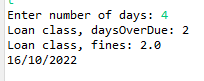 Enter number of days: 4
Loan class, daysOverDue: 2
Loan class, fines: 2.0
16/10/2022